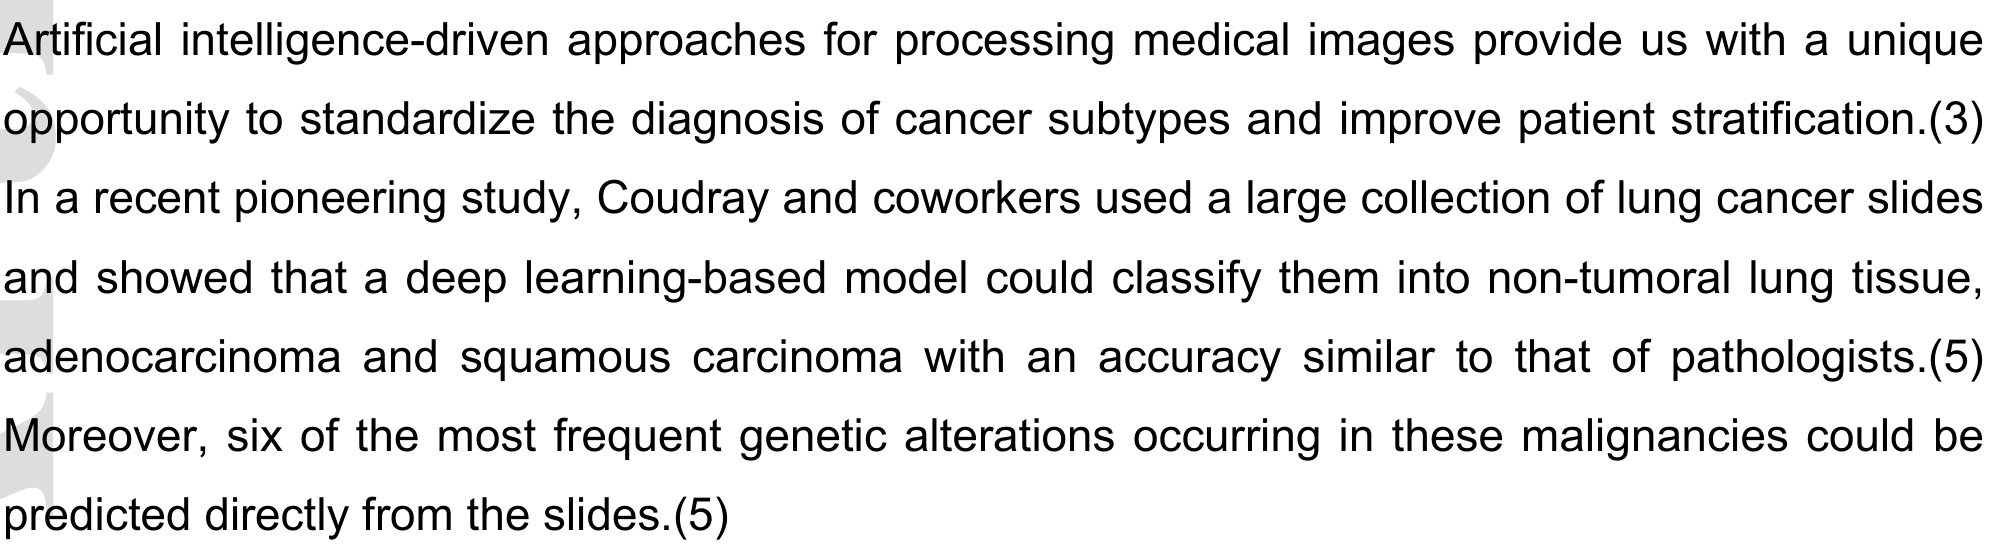 Artificial intelligence-driven approaches for processing medical images provide us with a unique
opportunity to standardize the diagnosis of cancer subtypes and improve patient stratification.(3)
In a recent pioneering study, Coudray and coworkers used a large collection of lung cancer slides
and showed that a deep learning-based model could classify them into non-tumoral lung tissue,
adenocarcinoma and squamous carcinoma with an accuracy similar to that of pathologists.(5)
Moreover, six of the most frequent genetic alterations occurring in these malignancies could be
predicted directly from the slides.(5)